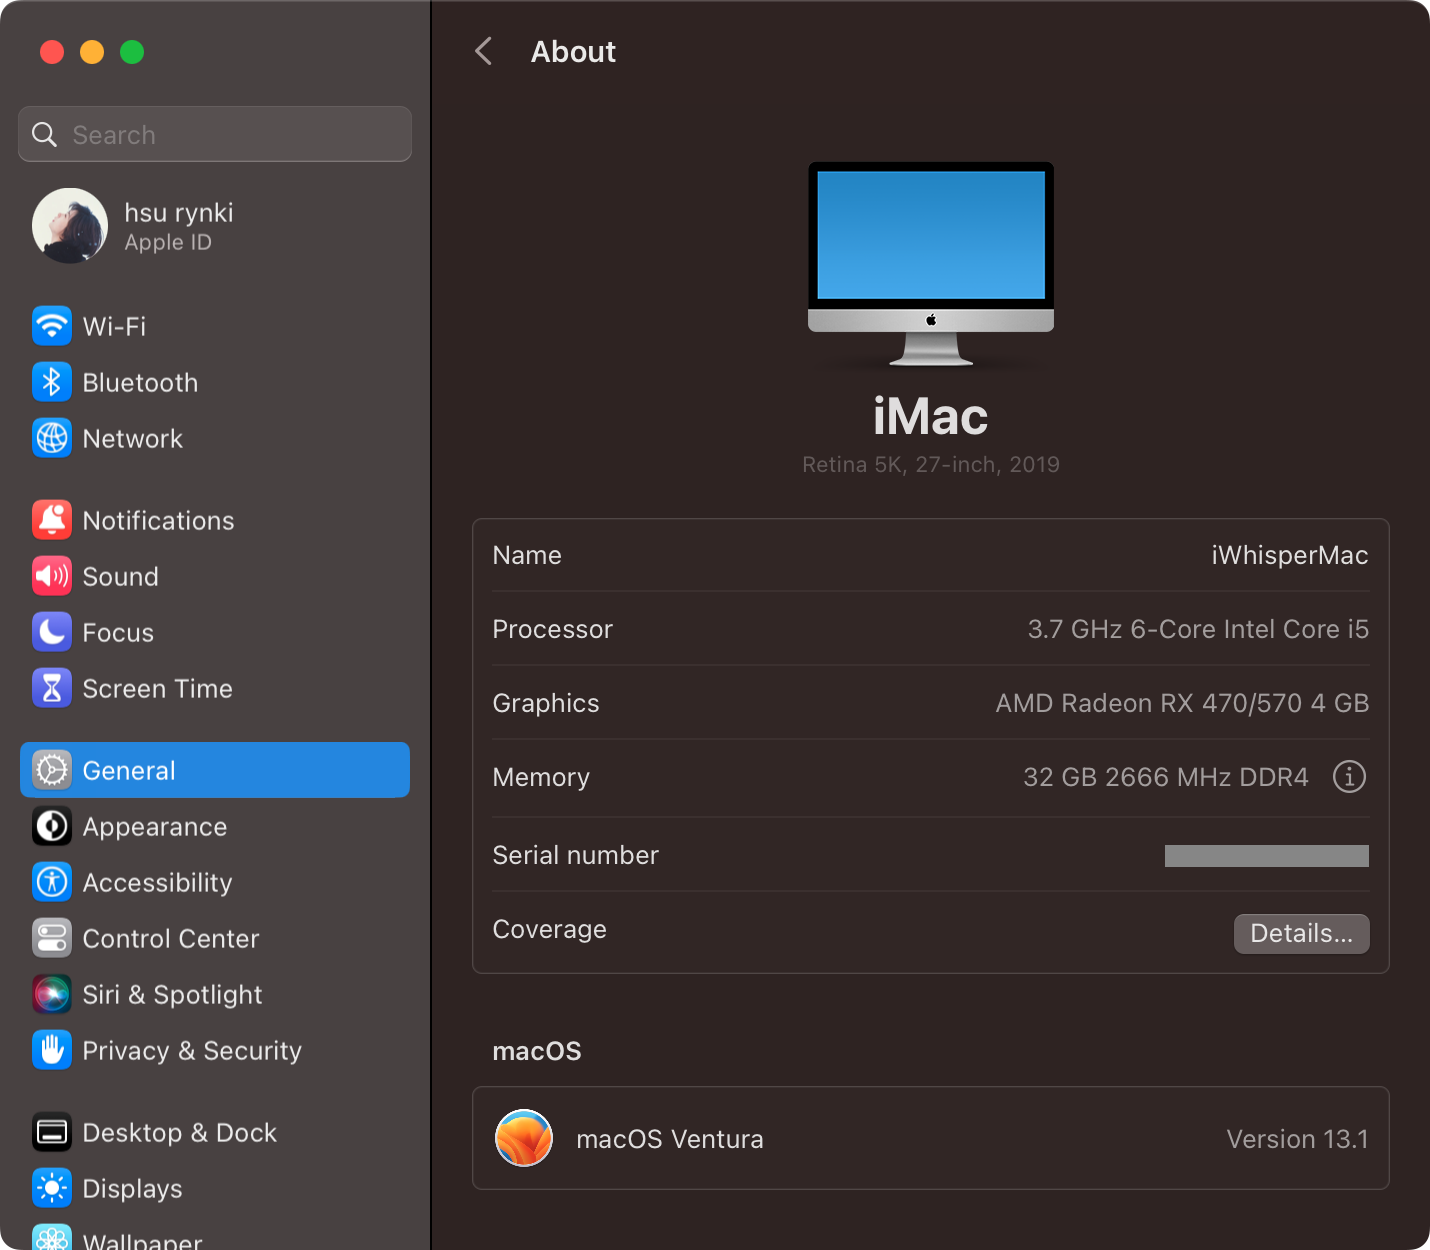 Search
hsu rynki
Apple ID
Wi-Fi
Bluetooth
Network
Notifications
Sound
Focus
Screen Time
General
Appearance
Accessibility
Control Center
Siri & Spotlight
Privacy & Security
Desktop & Dock
Displays
Wallpaper
About
iMac
Retina 5K, 27-inch, 2019
Name iWhisperMac
Processor 3.7 GHz 6-Core Intel Core i5
Graphics AMD Radeon RX 470/570 4 GB
Memory 32 GB 2666 MHz DDR4
Serial number
Coverage Details...
macOS
macOS Ventura Version 13.1